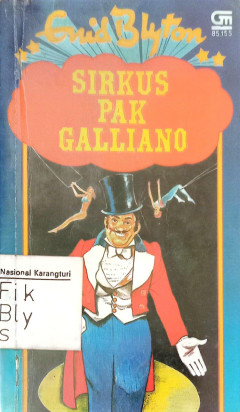 Enid Blyton
GM
85.155
SIRKUS
PAK
GALLIANO
Nasional Karangturi
Fik
Bly
s